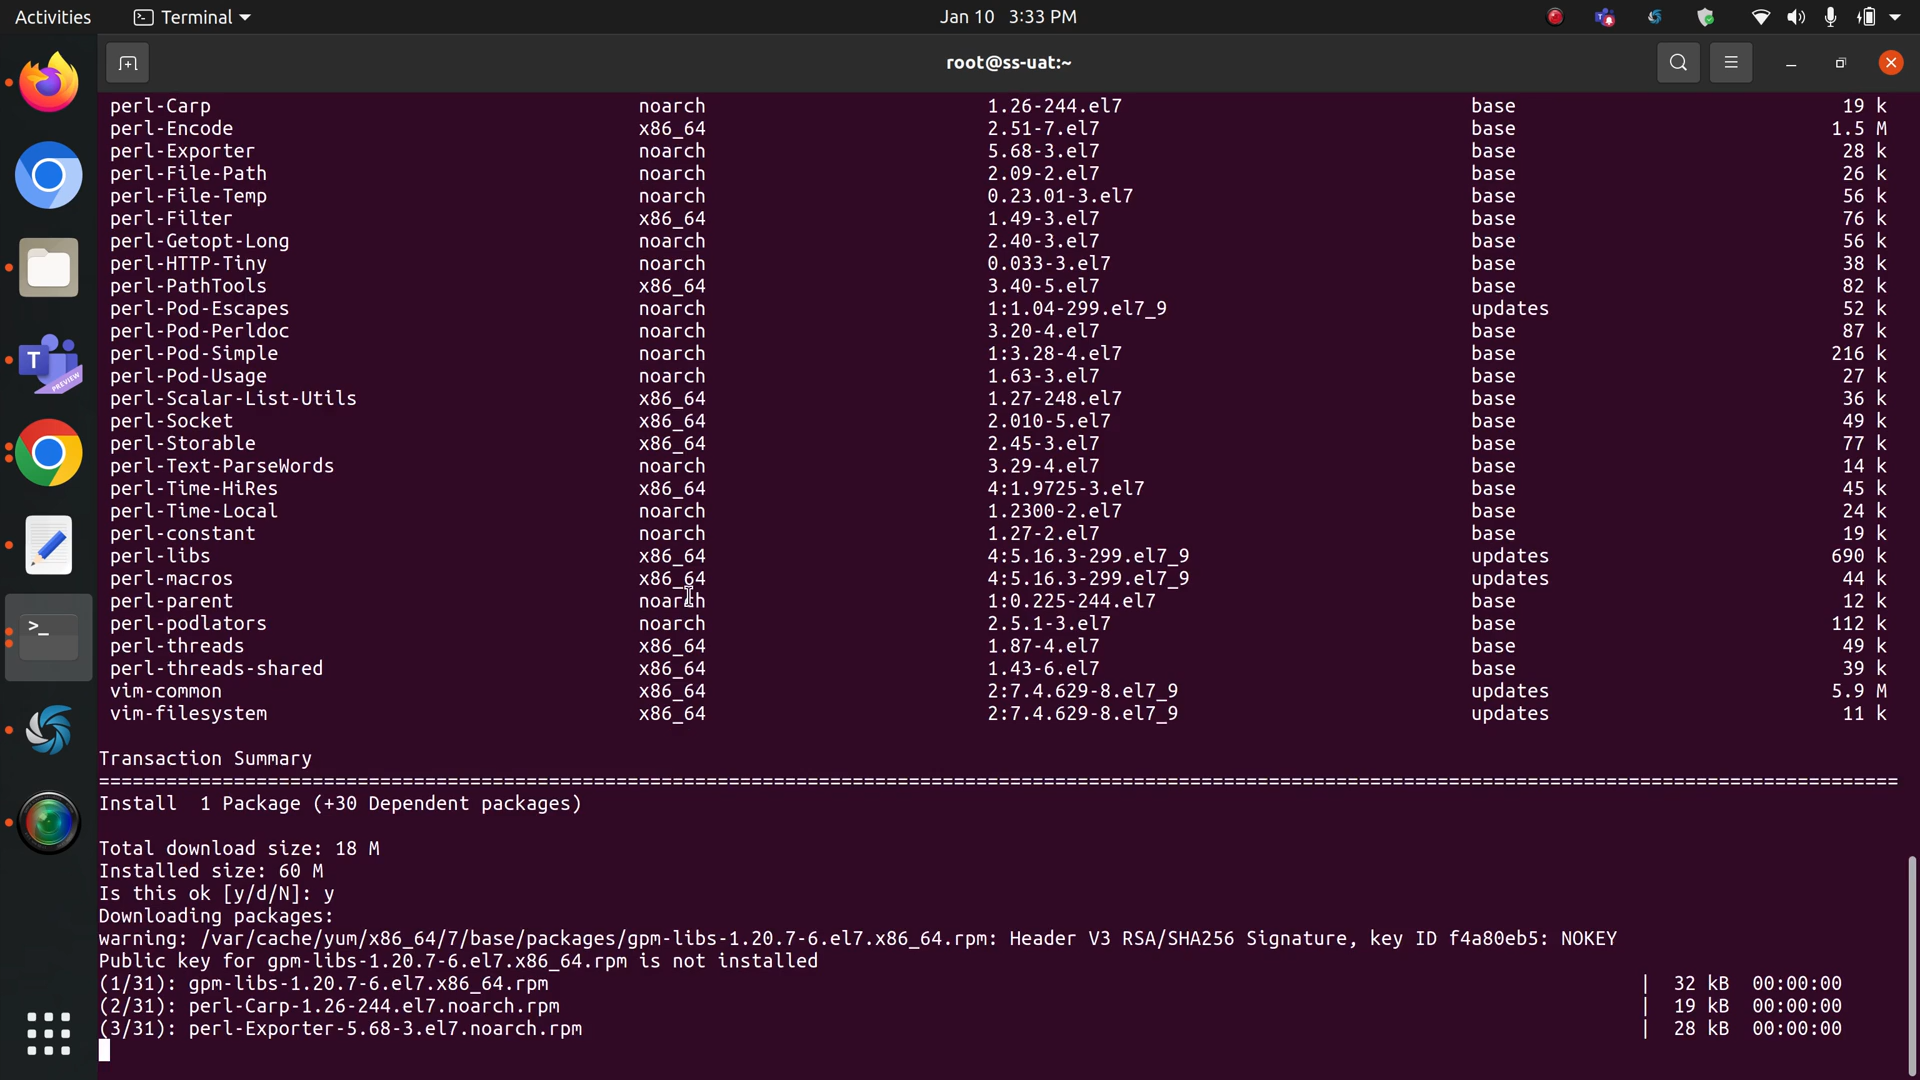 Activities
Terminal
Jan 10 3:33 PM
root@ss-uat:~
perl-Carp noarch 1.26-244.el7 base 19 k
perl-Encode x86_64 2.51-7.el7 base 1.5 M
perl-Exporter noarch 5.68-3.el7 base 28 k
perl-File-Path noarch 2.09-2.el7 base 26 k
perl-File-Temp noarch 0.23.01-3.el7 base 56 k
perl-Filter x86_64 1.49-3.el7 base 76 k
perl-Getopt-Long noarch 2.40-3.el7 base 56 k
perl-HTTP-Tiny noarch 0.033-3.el7 base 38 k
perl-PathTools x86_64 3.40-5.el7 base 82 k
perl-Pod-Escapes noarch 1:1.04-299.el7_9 updates 52 k
perl-Pod-Perldoc noarch 3.20-4.el7 base 87 k
perl-Pod-Simple noarch 1:3.28-4.el7 base 216 k
perl-Pod-Usage noarch 1.63-3.el7 base 27 k
perl-Scalar-List-Utils x86_64 1.27-248.el7 base 36 k
perl-Socket x86_64 2.010-5.el7 base 49 k
perl-Storable x86_64 2.45-3.el7 base 77 k
perl-Text-ParseWords noarch 3.29-4.el7 base 14 k
perl-Time-HiRes x86_64 4:1.9725-3.el7 base 45 k
perl-Time-Local noarch 1.2300-2.el7 base 24 k
perl-constant noarch 1.27-2.el7 base 19 k
perl-libs x86_64 4:5.16.3-299.el7_9 updates 690 k
perl-macros x86_64 4:5.16.3-299.el7_9 updates 44 k
perl-parent noarch 1:0.225-244.el7 base 12 k
perl-podlators noarch 2.5.1-3.el7 base 112 k
perl-threads x86_64 1.87-4.el7 base 49 k
perl-threads-shared x86_64 1.43-6.el7 base 39 k
vim-common x86_64 2:7.4.629-8.el7_9 updates 5.9 M
vim-filesystem x86_64 2:7.4.629-8.el7_9 updates 11 k
Transaction Summary
================================================================================================================================================================
Install 1 Package (+30 Dependent packages)
Total download size: 18 M
Installed size: 60 M
Is this ok [y/d/N]: y
Downloading packages:
warning: /var/cache/yum/x86_64/7/base/packages/gpm-libs-1.20.7-6.el7.x86_64.rpm: Header V3 RSA/SHA256 Signature, key ID f4a80eb5: NOKEY
Public key for gpm-libs-1.20.7-6.el7.x86_64.rpm is not installed
(1/31): gpm-libs-1.20.7-6.el7.x86_64.rpm | 32 kB 00:00:00
(2/31): perl-Carp-1.26-244.el7.noarch.rpm | 19 kB 00:00:00
(3/31): perl-Exporter-5.68-3.el7.noarch.rpm | 28 kB 00:00:00
T
PREVIEW
>_